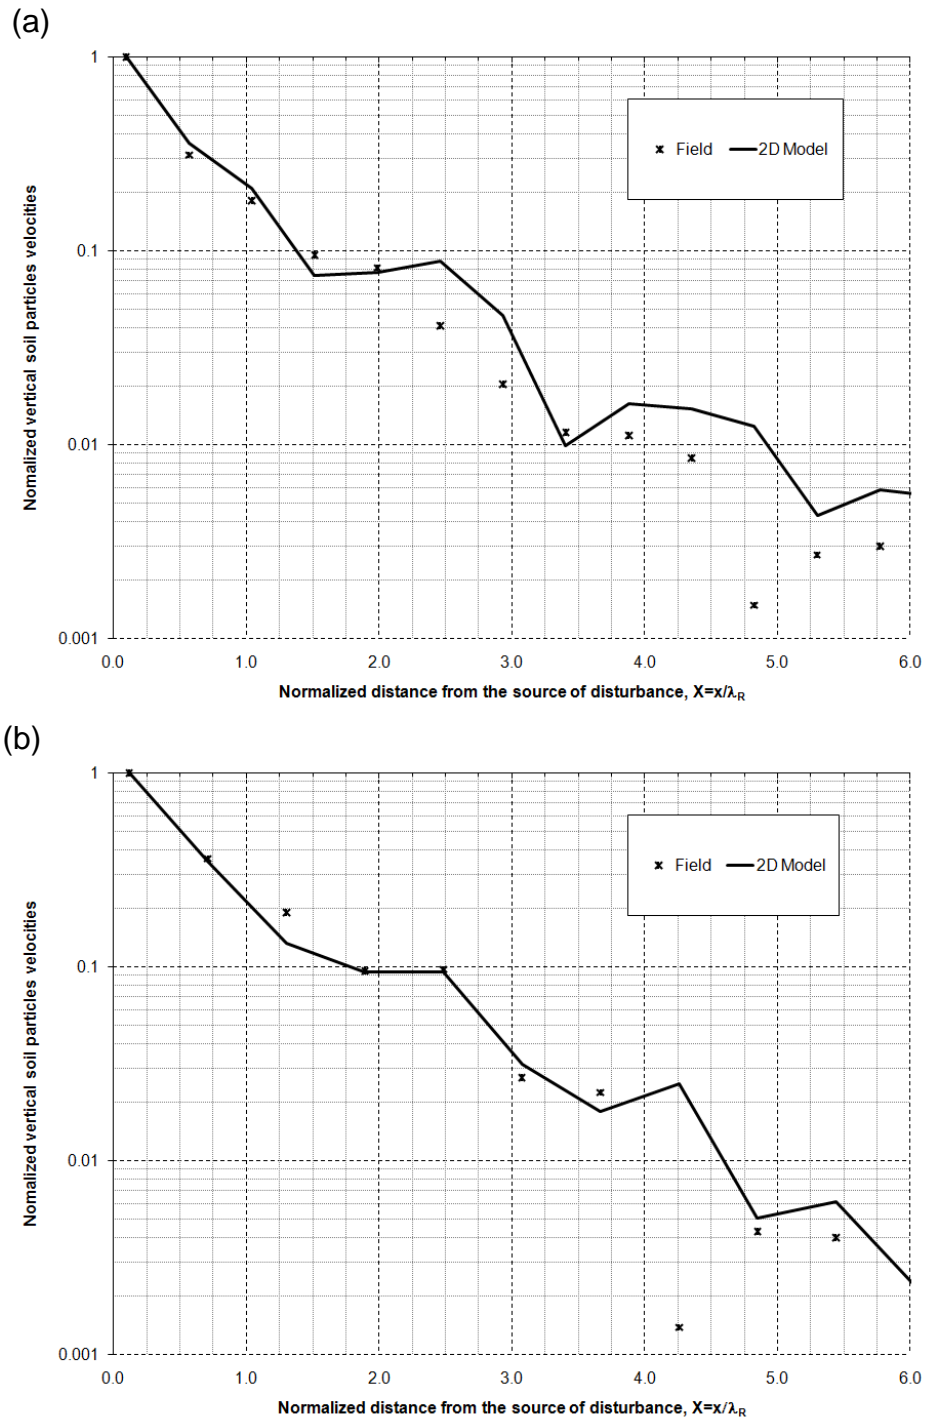 (a)
Nomalized vertical soil particles velocities
1
0.1
0.01
0.001
Field 2D Model
0.0 1.0 2.0 3.0 4.0 5.0 6.0
Normalized distance from the source of disturbance, X=x/λR
(b)
Nomalized vertical soil particles velocities
1
0.1
0.01
0.001
Field 2D Model
0.0 1.0 2.0 3.0 4.0 5.0 6.0
Normalized distance from the source of disturbance, X=x/λR